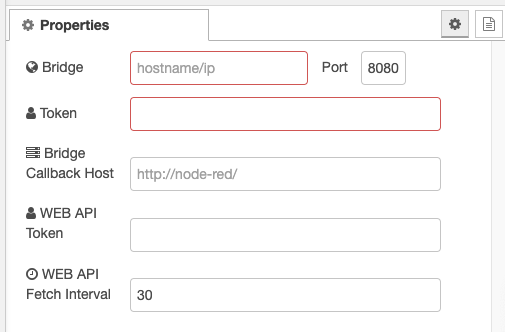 Properties
Bridge hostname/ip Port 8080
Token
Bridge
Callback Host http://node-red/
WEB API
Token
WEB API
Fetch Interval 30